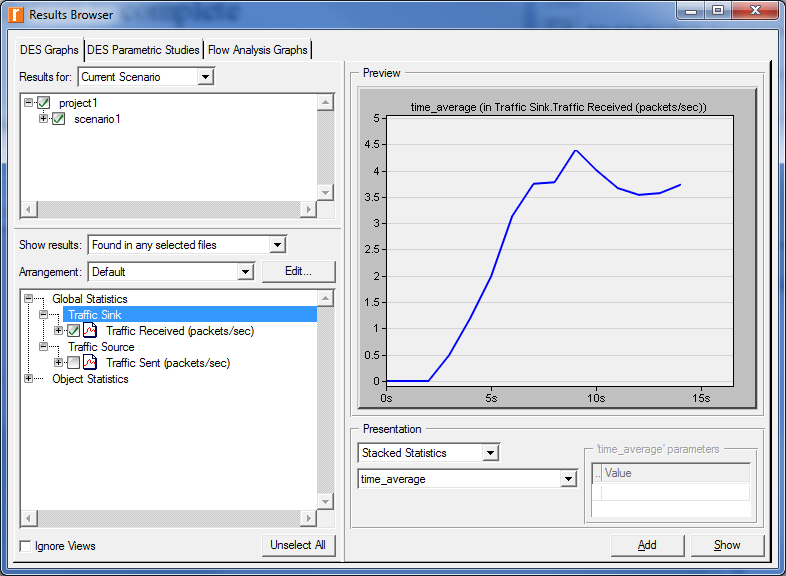 Results Browser
complete
DES Graphs
DES Parametric Studies
Flow Analysis Graphs
Results for:
Current Scenario
project1
scenario1
Show results:
Found in any selected files
Arrangement:
Default
Edit...
Global Statistics
Traffic Sink
Traffic Received (packets/sec)
Traffic Source
Traffic Sent (packets/sec)
Object Statistics
Ignore Views
Unselect All
Preview
time_average (in Traffic Sink.Traffic Received (packets/sec))
5
4.5
4
3.5
3
2.5
2
1.5
1
0.5
0
0s
5s
10s
15s
Presentation
Stacked Statistics
time_average
'time_average' parameters
..
Value
Add
Show